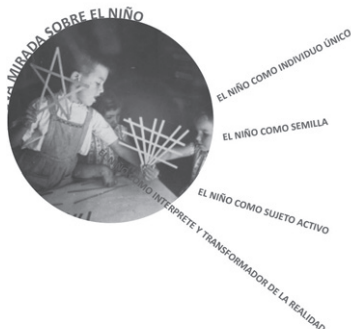 MIRADA SOBRE EL NIÑO
EL NIÑO COMO INDIVIDUO ÚNICO
EL NIÑO COMO SEMILLA
EL NIÑO COMO SUJETO ACTIVO
INTERPRETE Y TRANSFORMADOR DE LA REALIDAD